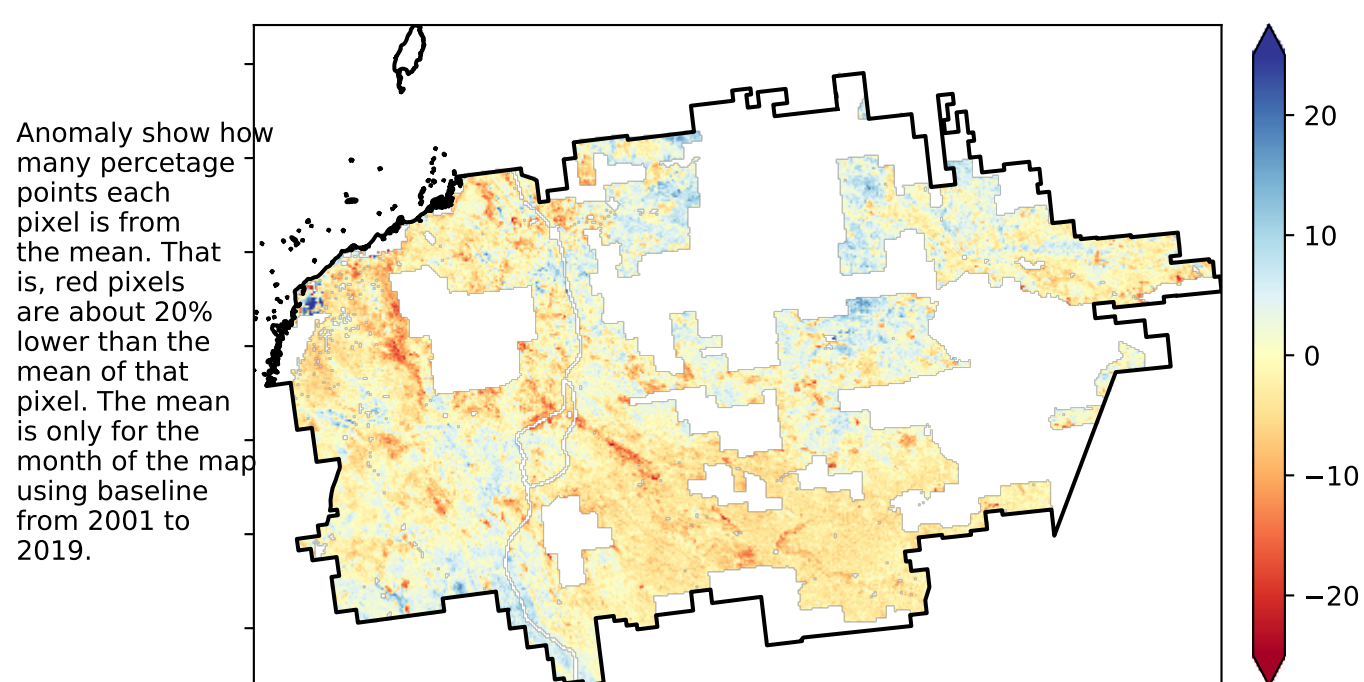 Anomaly show how
many percetage
points each
pixel is from
the mean. That
is, red pixels
are about 20%
lower than the
mean of that
pixel. The mean
is only for the
month of the map
using baseline
from 2001 to
2019.
20
10
0
−10
−20